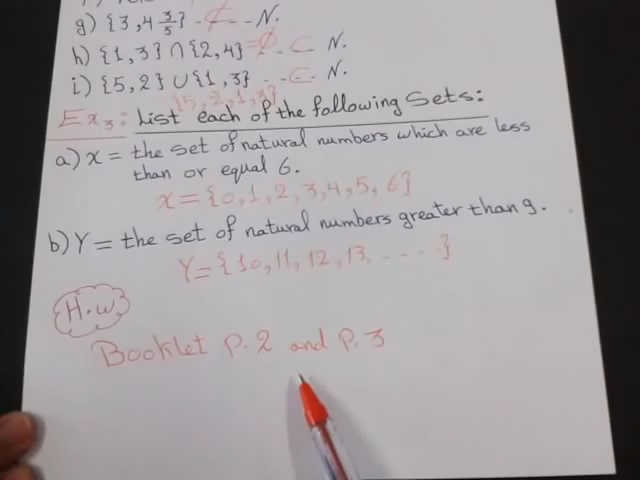 g) {3, 4 3/5} ⊄ N.
h) {1, 3} ∩ {2, 4} = ∅ ⊂ N.
i) {5, 2} ∪ {1, 3} ⊂ N.
{5, 2, 1, 3}
Ex3: List each of the following Sets:
a) X = the set of natural numbers which are less
than or equal 6.
X = {0, 1, 2, 3, 4, 5, 6}
b) Y = the set of natural numbers greater than 9.
Y = {10, 11, 12, 13, .....}
H.w
Booklet P.2 and P.3